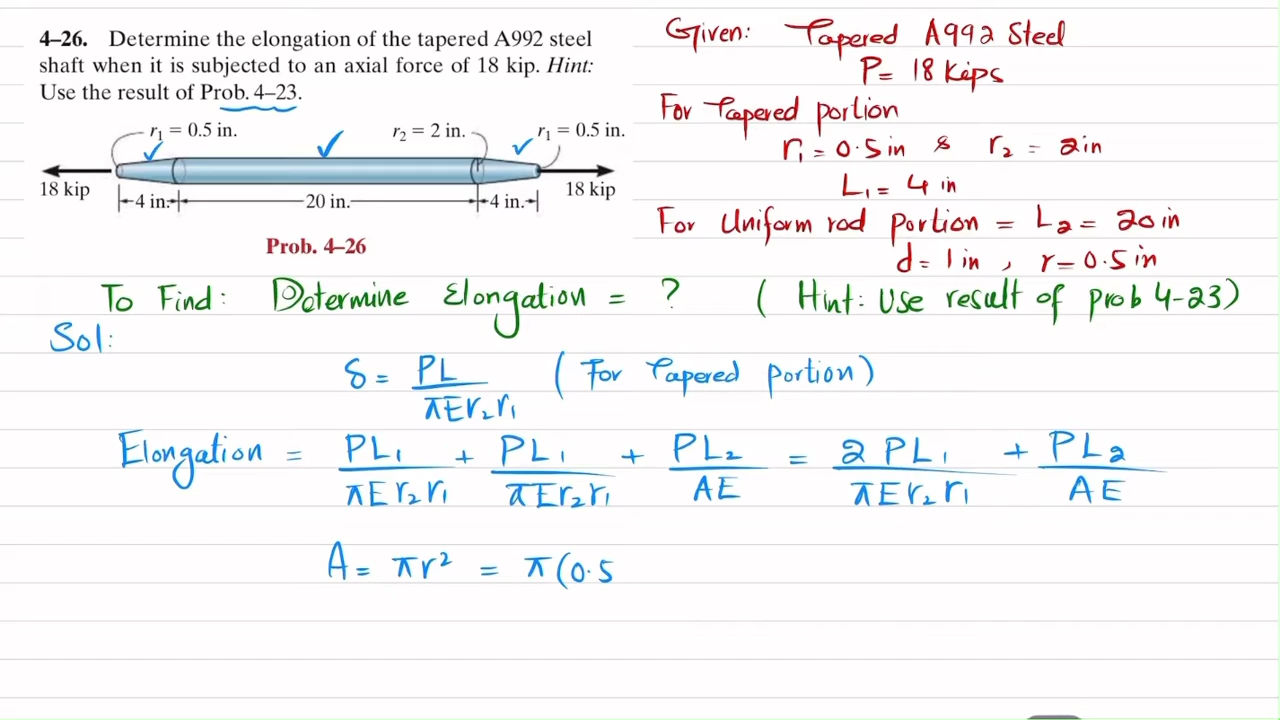 4–26. Determine the elongation of the tapered A992 steel
shaft when it is subjected to an axial force of 18 kip. Hint:
Use the result of Prob. 4–23.
r₁ = 0.5 in.
r₂ = 2 in.
r₁ = 0.5 in.
18 kip
18 kip
4 in.
20 in.
4 in.
Prob. 4–26
Given: Tapered A992 Steel
P= 18 Kips
For Tapered portion
r₁ = 0.5 in & r₂ = 2in
L₁ = 4 in
For Uniform rod portion = L₂ = 20 in
d = 1 in , r = 0.5 in
To Find: Determine Elongation = ? ( Hint: Use result of prob 4-23)
Sol:
δ = PL / πEr₂r₁ ( For Tapered portion)
Elongation = PL₁ / πEr₂r₁ + PL₁ / πEr₂r₁ + PL₂ / AE = 2PL₁ / πEr₂r₁ + PL₂ / AE
A = πr² = π(0.5